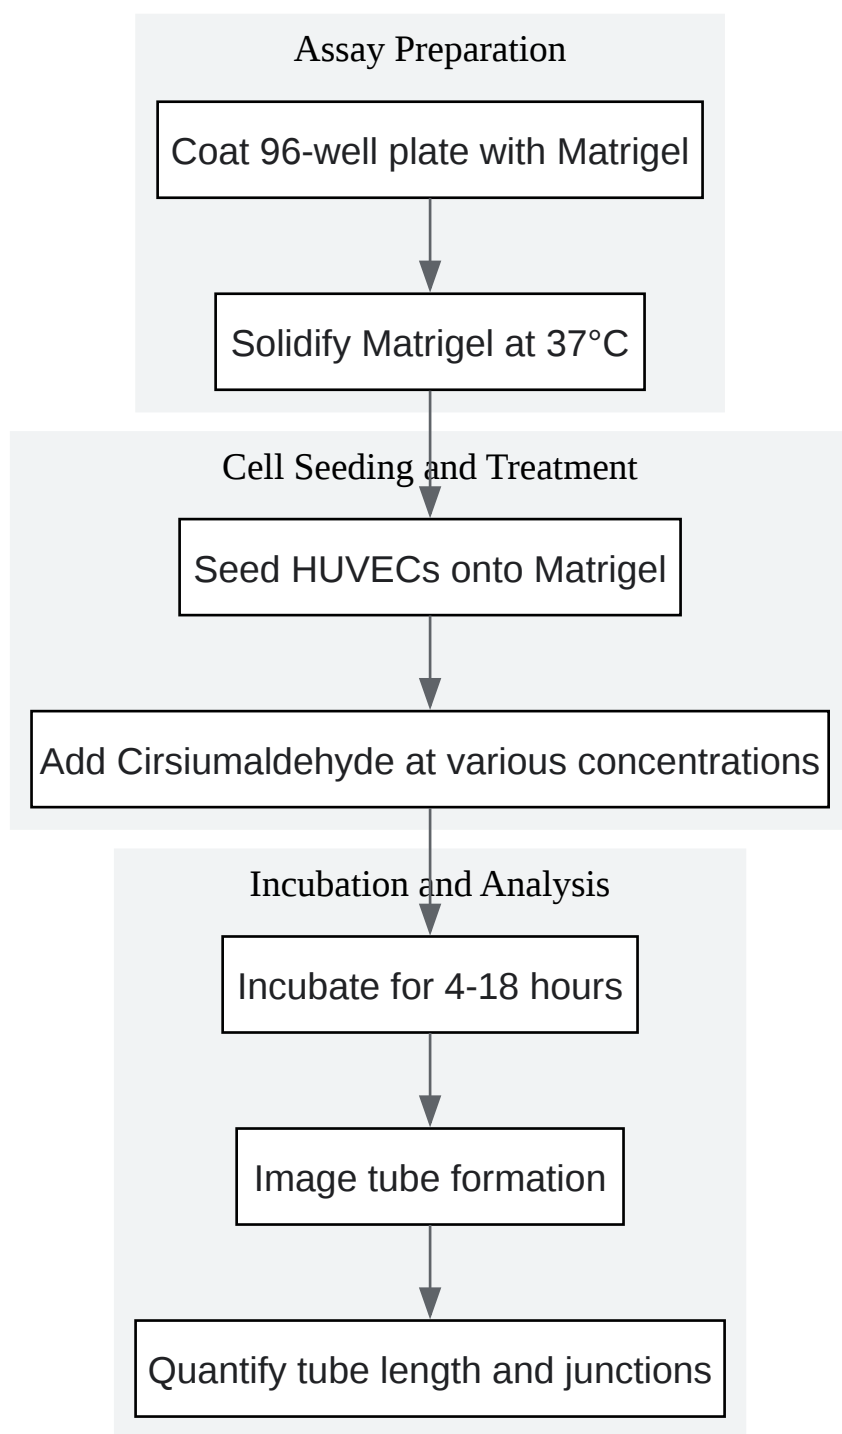 Assay Preparation
Coat 96-well plate with Matrigel
Solidify Matrigel at 37°C
Cell Seeding and Treatment
Seed HUVECs onto Matrigel
Add Cirsiumaldehyde at various concentrations
Incubation and Analysis
Incubate for 4-18 hours
Image tube formation
Quantify tube length and junctions